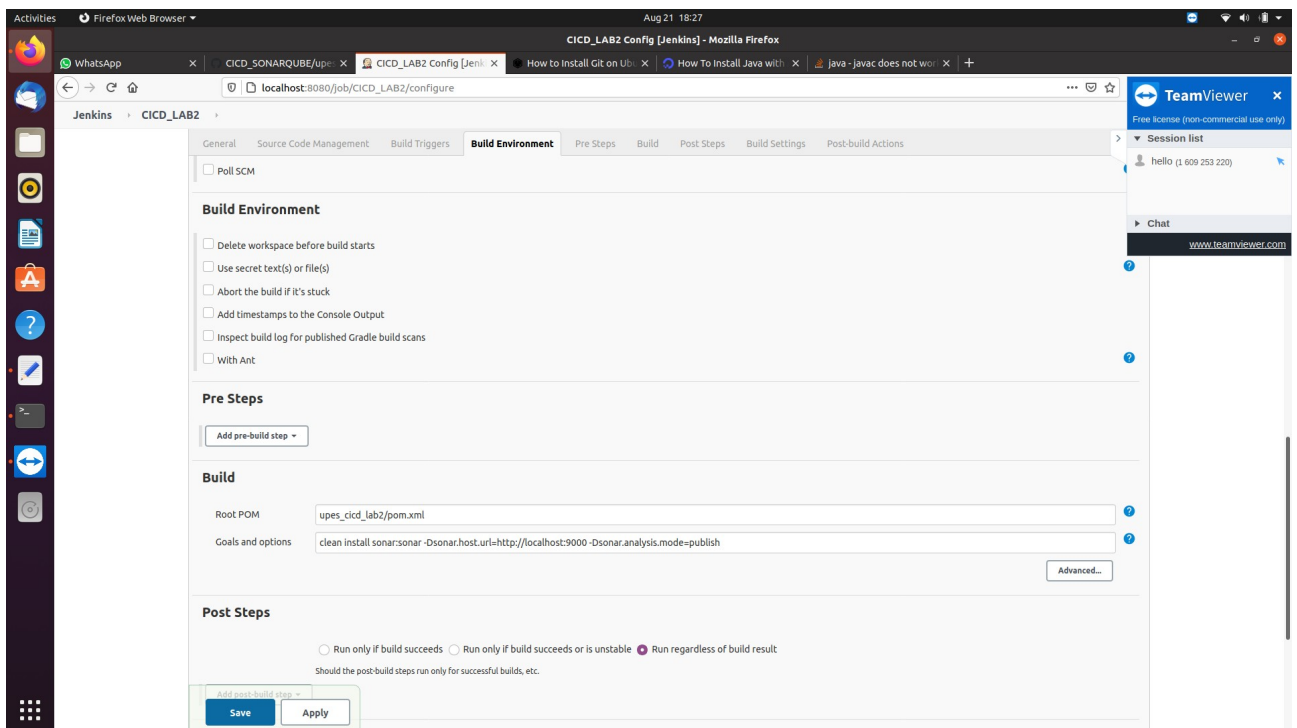 Activities Firefox Web Browser Aug 21 18:27
CICD_LAB2 Config [Jenkins] - Mozilla Firefox
WhatsApp CICD_SONARQUBE/upes CICD_LAB2 Config [Jenk How to Install Git on Ubu How To Install Java with java - javac does not wor
localhost:8080/job/CICD_LAB2/configure
Jenkins CICD_LAB2
TeamViewer
Free license (non-commercial use only)
Session list
hello (1 609 253 220)
Chat
www.teamviewer.com
General Source Code Management Build Triggers Build Environment Pre Steps Build Post Steps Build Settings Post-build Actions
Poll SCM
Build Environment
Delete workspace before build starts
Use secret text(s) or file(s)
Abort the build if it's stuck
Add timestamps to the Console Output
Inspect build log for published Gradle build scans
With Ant
Pre Steps
Add pre-build step
Build
Root POM upes_cicd_lab2/pom.xml
Goals and options clean install sonar:sonar -Dsonar.host.url=http://localhost:9000 -Dsonar.analysis.mode=publish
Advanced...
Post Steps
Run only if build succeeds Run only if build succeeds or is unstable Run regardless of build result
Should the post-build steps run only for successful builds, etc.
Add post-build step
Save Apply